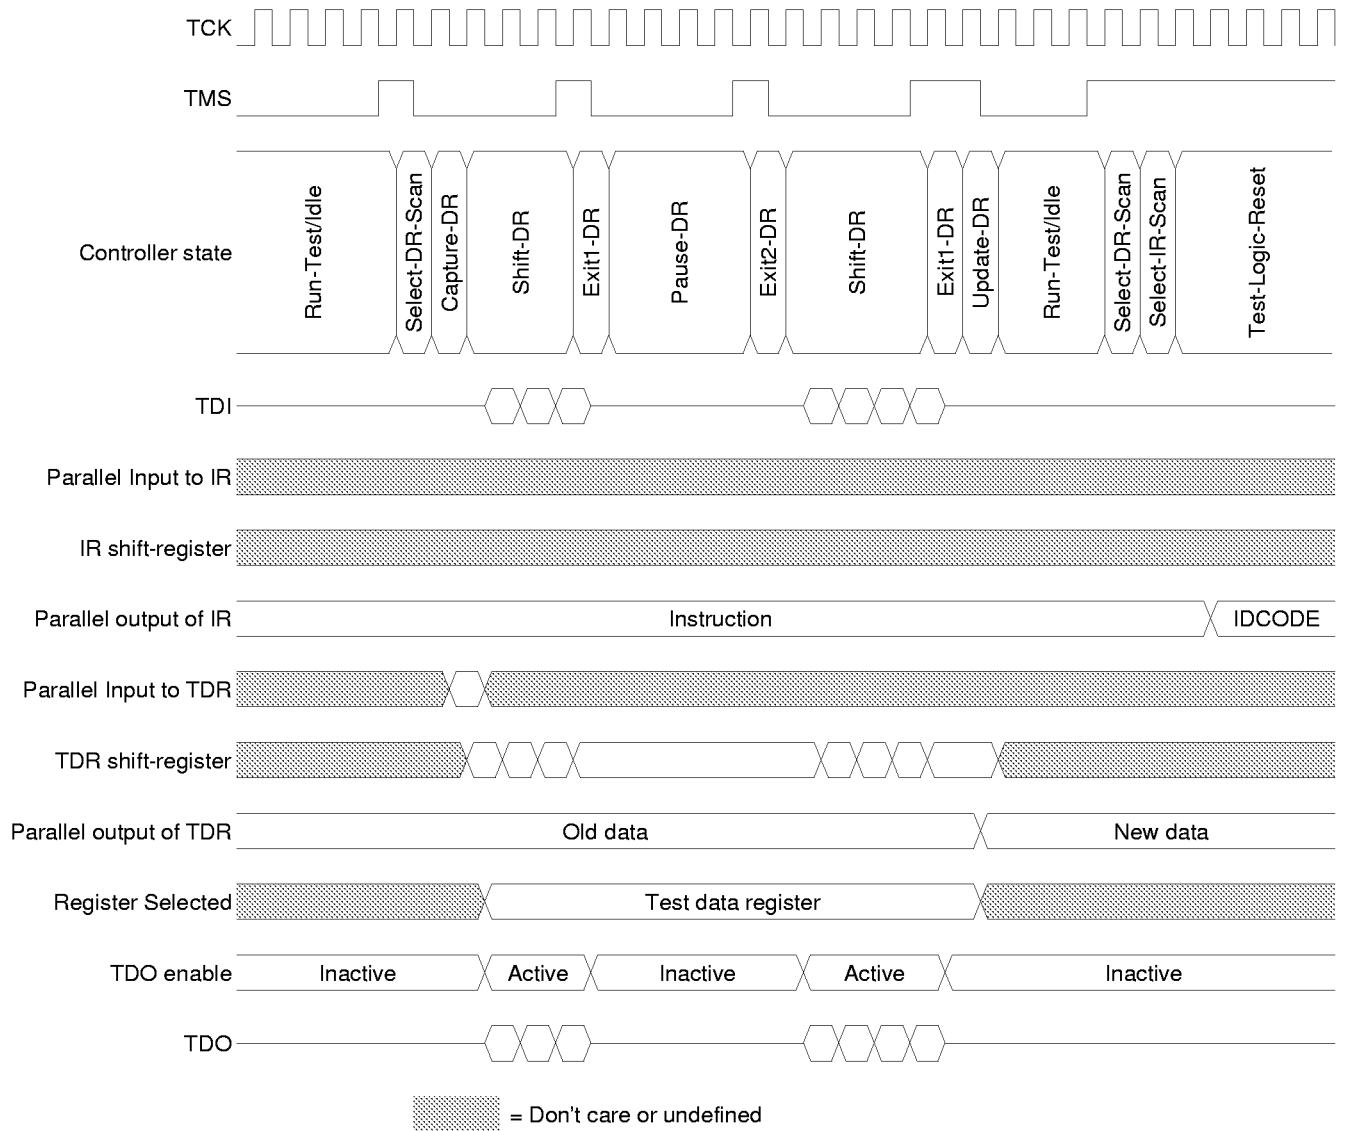 TCK
TMS
Controller state
Run-Test/Idle
Select-DR-Scan
Capture-DR
Shift-DR
Exit1-DR
Pause-DR
Exit2-DR
Shift-DR
Exit1-DR
Update-DR
Run-Test/Idle
Select-DR-Scan
Select-IR-Scan
Test-Logic-Reset
TDI
Parallel Input to IR
IR shift-register
Parallel output of IR
Instruction
IDCODE
Parallel Input to TDR
TDR shift-register
Parallel output of TDR
Old data
New data
Register Selected
Test data register
TDO enable
Inactive
Active
Inactive
Active
Inactive
TDO
= Don't care or undefined